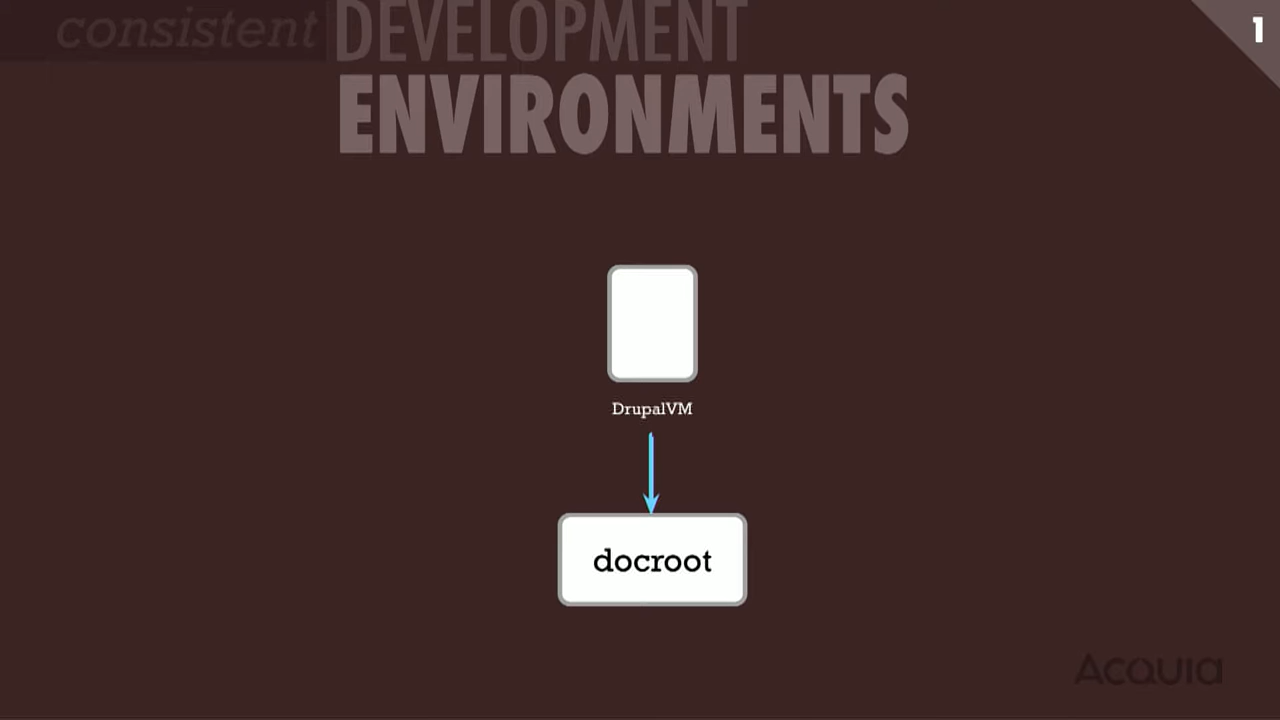 consistent DEVELOPMENT
1
ENVIRONMENTS
DrupalVM
docroot
Acquia